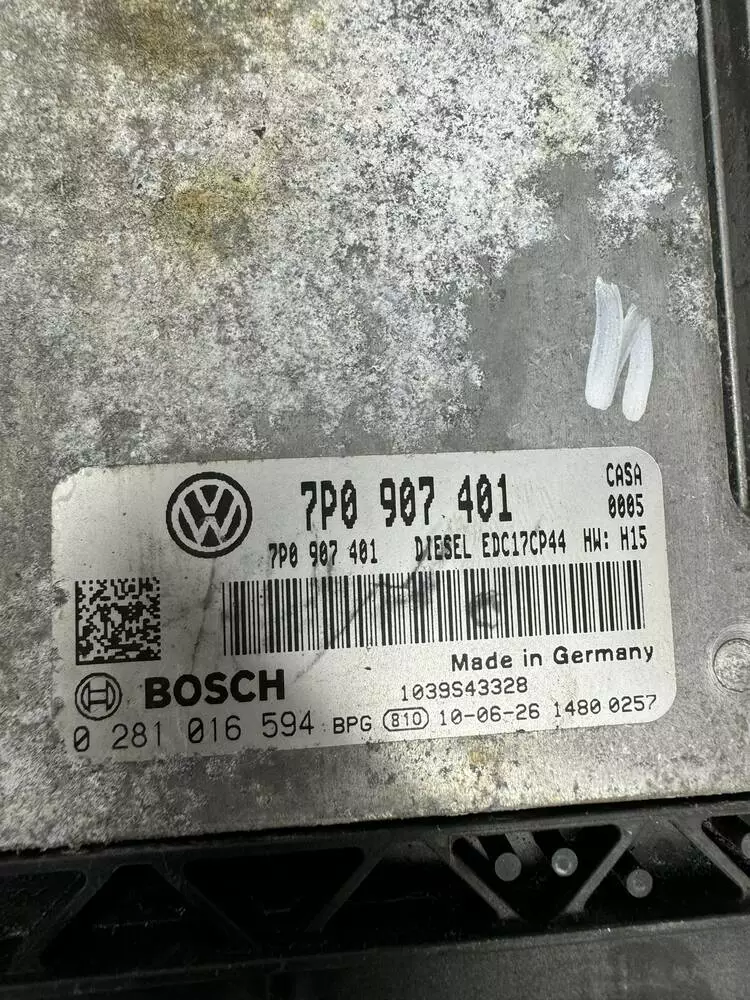 7P0 907 401
CASA
0005
7P0 907 401 DIESEL EDC17CP44 HW: H15
Made in Germany
BOSCH
1039S43328
0 281 016 594 BPG 810 10-06-26 1480 0257